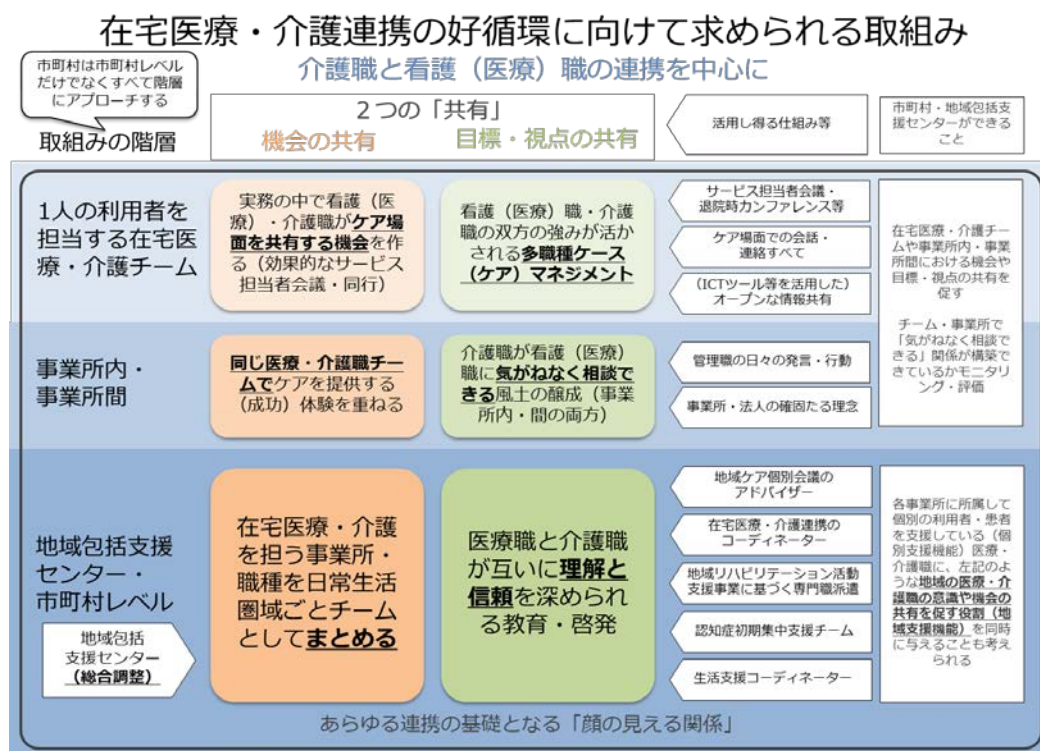 在宅医療・介護連携の好循環に向けて求められる取組み
介護職と看護（医療）職の連携を中心に
市町村は市町村レベル
だけでなくすべて階層
にアプローチする
取組みの階層
２つの「共有」
機会の共有
目標・視点の共有
活用し得る仕組み等
市町村・地域包括支
援センターができる
こと
1人の利用者を
担当する在宅医
療・介護チーム
実務の中で看護（医
療）・介護職がケア場
面を共有する機会を作
る（効果的なサービス
担当者会議・同行）
看護（医療）職・介護
職の双方の強みが活か
される多職種ケース
（ケア）マネジメント
サービス担当者会議・
退院時カンファレンス等
ケア場面での会話・
連絡すべて
（ICTツール等を活用した）
オープンな情報共有
在宅医療・介護チー
ムや事業所内・事業
所間における機会や
目標・視点の共有を
促す
チーム・事業所で
「気がねなく相談で
きる」関係が構築で
きているかモニタリ
ング・評価
事業所内・
事業所間
同じ医療・介護職チー
ムでケアを提供する
（成功）体験を重ねる
介護職が看護（医療）
職に気がねなく相談で
きる風土の醸成（事業
所内・間の両方）
管理職の日々の発言・行動
事業所・法人の確固たる理念
地域包括支援
センター・
市町村レベル
地域包括
支援センター
（総合調整）
在宅医療・介護
を担う事業所・
職種を日常生活
圏域ごとチーム
としてまとめる
医療職と介護職
が互いに理解と
信頼を深められ
る教育・啓発
地域ケア個別会議の
アドバイザー
在宅医療・介護連携の
コーディネーター
地域リハビリテーション活動
支援事業に基づく専門職派遣
認知症初期集中支援チーム
生活支援コーディネーター
各事業所に所属して
個別の利用者・患者
を支援している（個
別支援機能）医療・
介護職に、左記のよ
うな地域の医療・介
護職の意識や機会の
共有を促す役割（地
域支援機能）を同時
に与えることも考え
られる
あらゆる連携の基礎となる「顔の見える関係」